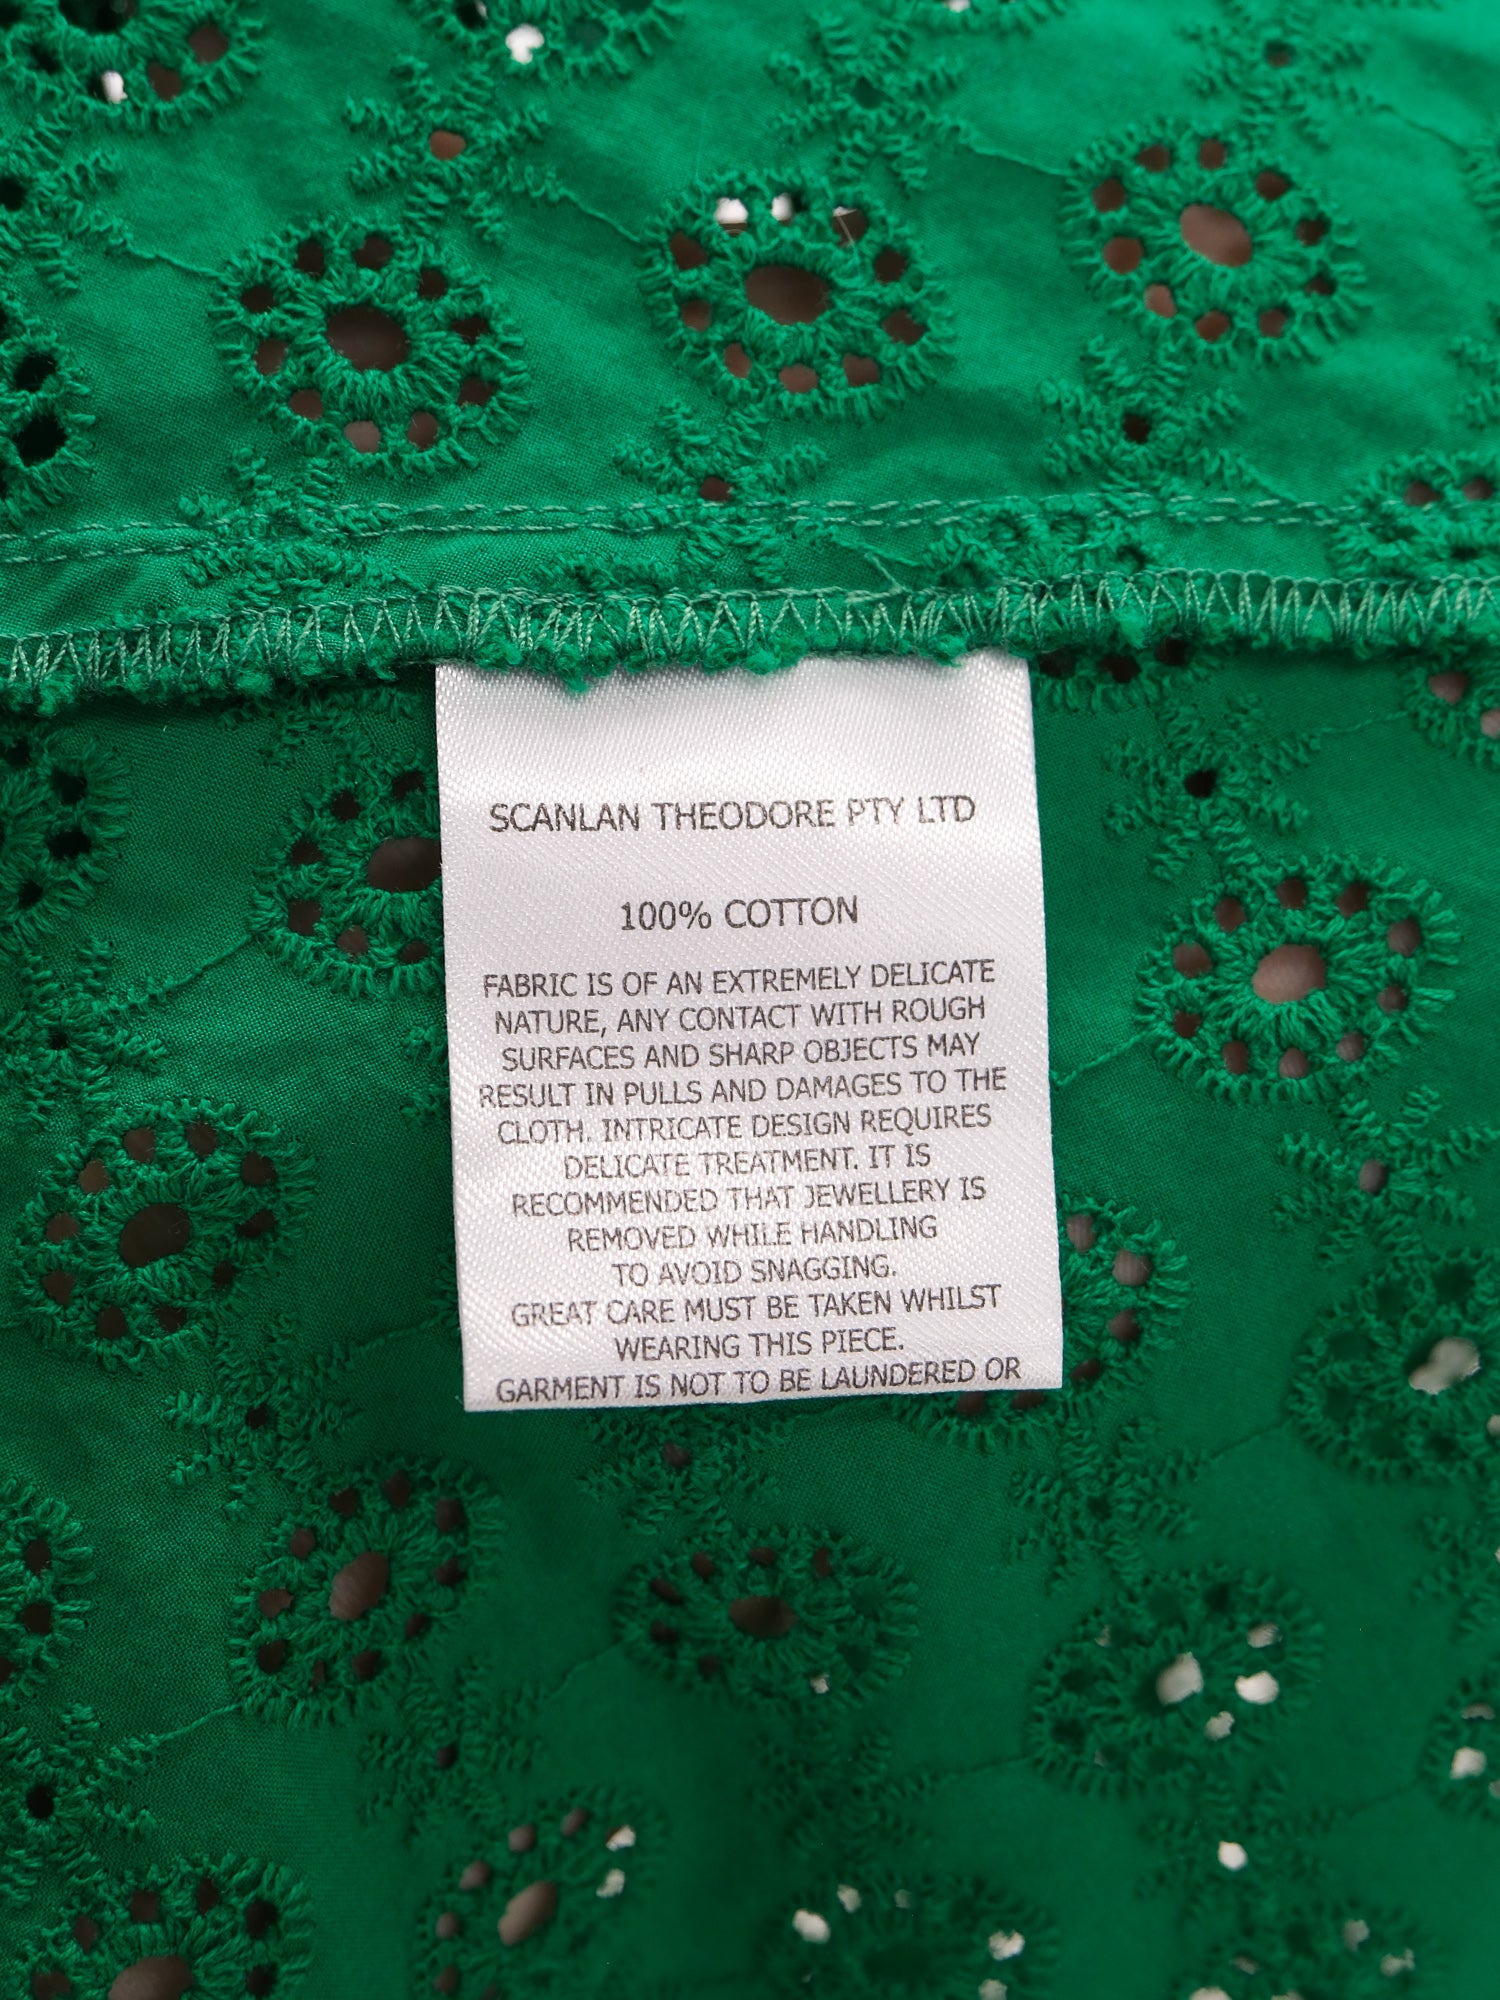 SCANLAN THEODORE PTY LTD
100% COTTON
FABRIC IS OF AN EXTREMELY DELICATE
NATURE, ANY CONTACT WITH ROUGH
SURFACES AND SHARP OBJECTS MAY
RESULT IN PULLS AND DAMAGES TO THE
CLOTH. INTRICATE DESIGN REQUIRES
DELICATE TREATMENT. IT IS
RECOMMENDED THAT JEWELLERY IS
REMOVED WHILE HANDLING
TO AVOID SNAGGING.
GREAT CARE MUST BE TAKEN WHILST
WEARING THIS PIECE.
GARMENT IS NOT TO BE LAUNDERED OR